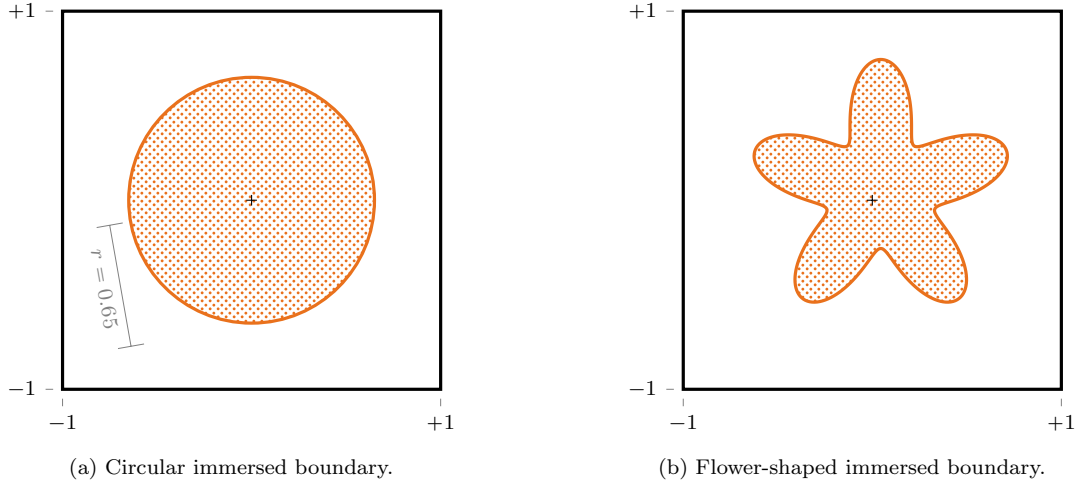 +1
−1
−1
+1
r = 0.65
(a) Circular immersed boundary.
+1
−1
−1
+1
(b) Flower-shaped immersed boundary.